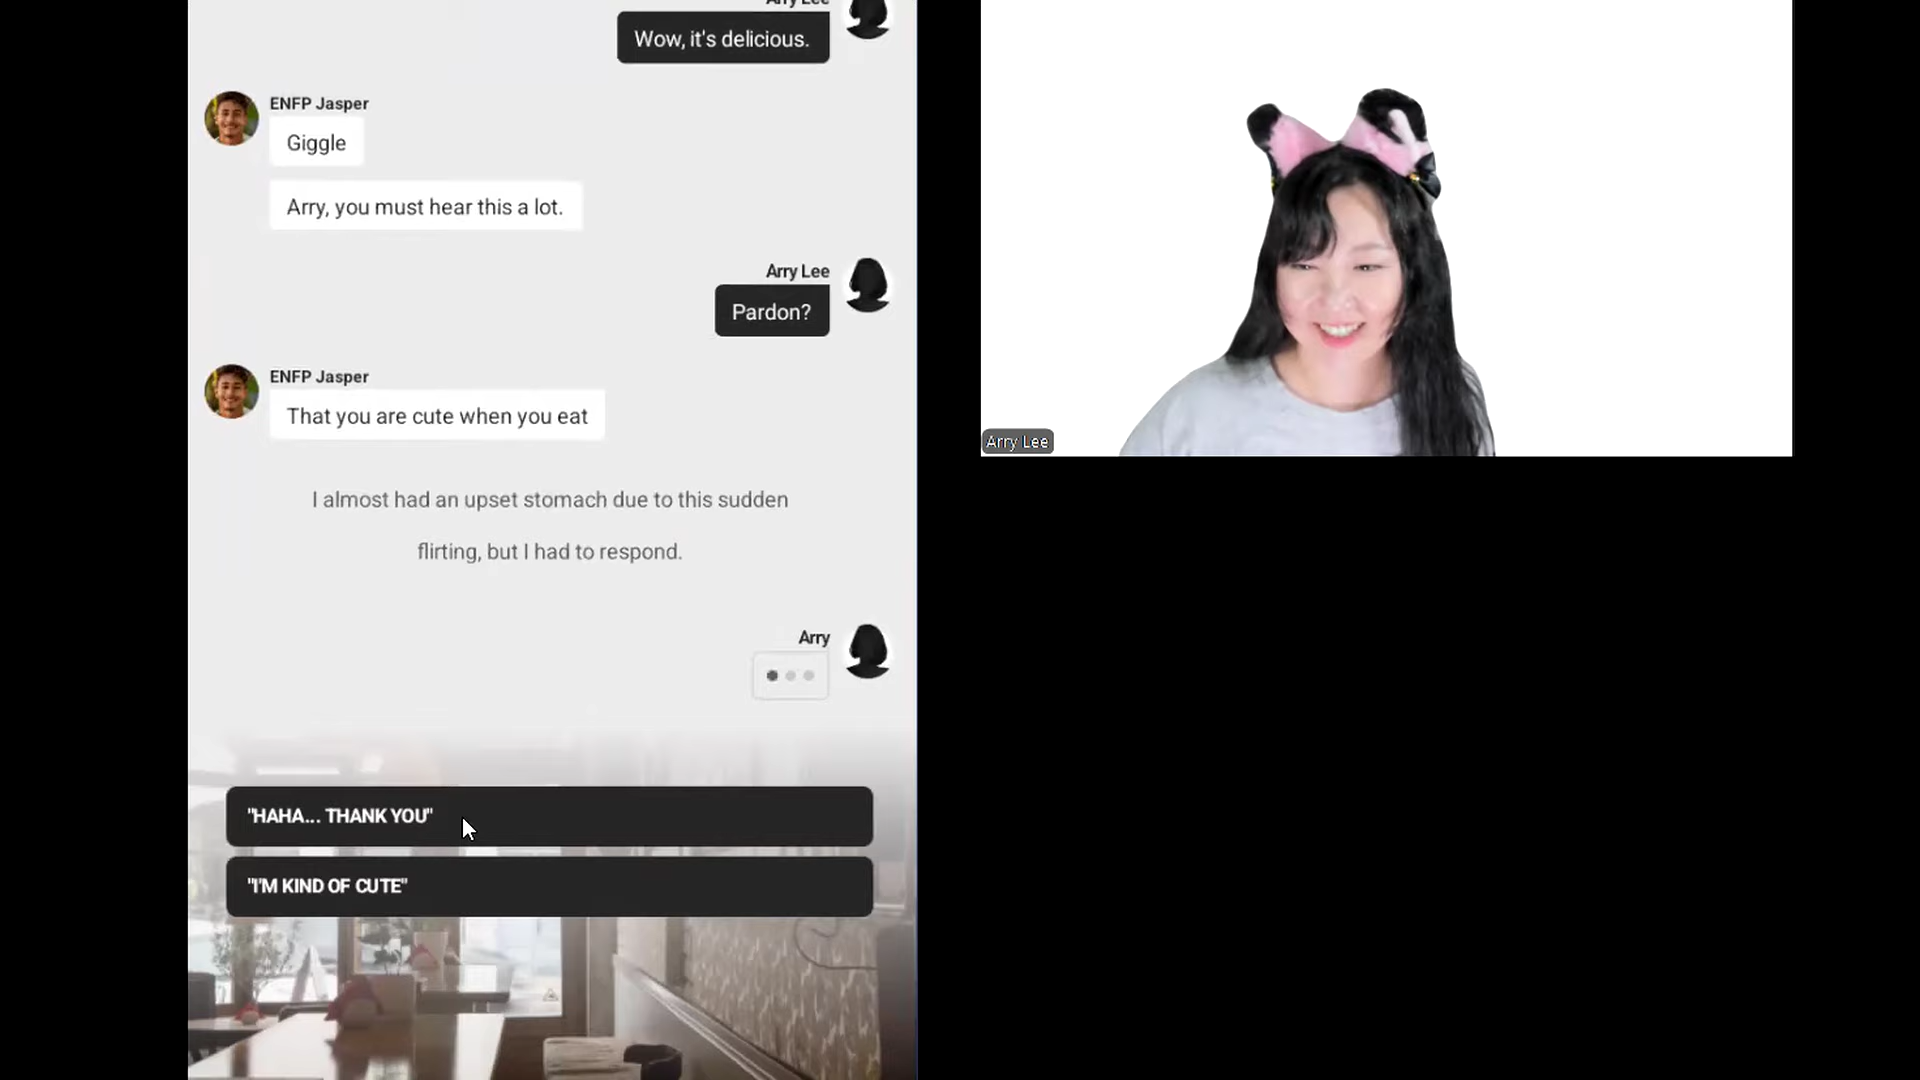 Arry Lee
Wow, it's delicious.
ENFP Jasper
Giggle
Arry, you must hear this a lot.
Arry Lee
Pardon?
ENFP Jasper
That you are cute when you eat
I almost had an upset stomach due to this sudden
flirting, but I had to respond.
Arry
"HAHA... THANK YOU"
"I'M KIND OF CUTE"
Arry Lee